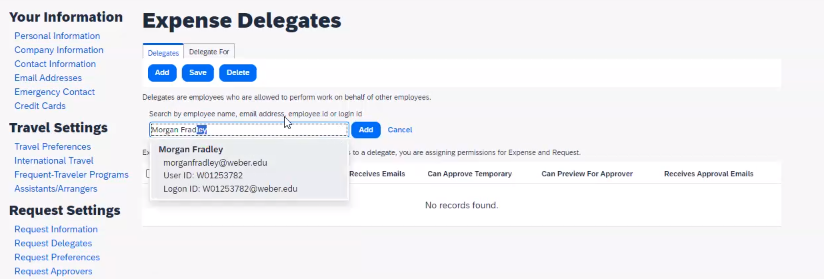 Your Information
Personal Information
Company Information
Contact Information
Email Addresses
Emergency Contact
Credit Cards
Travel Settings
Travel Preferences
International Travel
Frequent-Traveler Programs
Assistants/Arrangers
Request Settings
Request Information
Request Delegates
Request Preferences
Request Approvers
Expense Delegates
Delegates Delegate For
Add Save Delete
Delegates are employees who are allowed to perform work on behalf of other employees.
Search by employee name, email address, employee id or login id
Morgan Fradley Add Cancel
Morgan Fradley
morganfradley@weber.edu
User ID: W01253782
Logon ID: W01253782@weber.edu
to a delegate, you are assigning permissions for Expense and Request.
Receives Emails Can Approve Temporary Can Preview For Approver Receives Approval Emails
No records found.